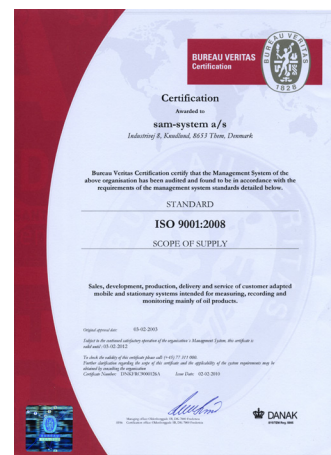 BUREAU VERITAS
Certification
BUREAU VERITAS
1828
Certification
Awarded to
sam-system a/s
Industrivej 8, Knudlund, 8653 Them, Denmark
Bureau Veritas Certification certify that the Management System of the
above organisation has been audited and found to be in accordance with the
requirements of the management system standards detailed below.
STANDARD
ISO 9001:2008
SCOPE OF SUPPLY
Sales, development, production, delivery and service of customer adapted
mobile and stationary systems intended for measuring, recording and
monitoring mainly of oil products.
Original approval date: 03-02-2003
Subject to the continued satisfactory operation of the organisation's Management System, this certificate is
valid until: 03-02-2012
To check the validity of this certificate please call (+45) 77 311 000
Further clarification regarding the scope of this certificate and the applicability of the system requirements may be
obtained by consulting the organisation
Certificate Number: Issue Date: 02-02-2010
DANAK